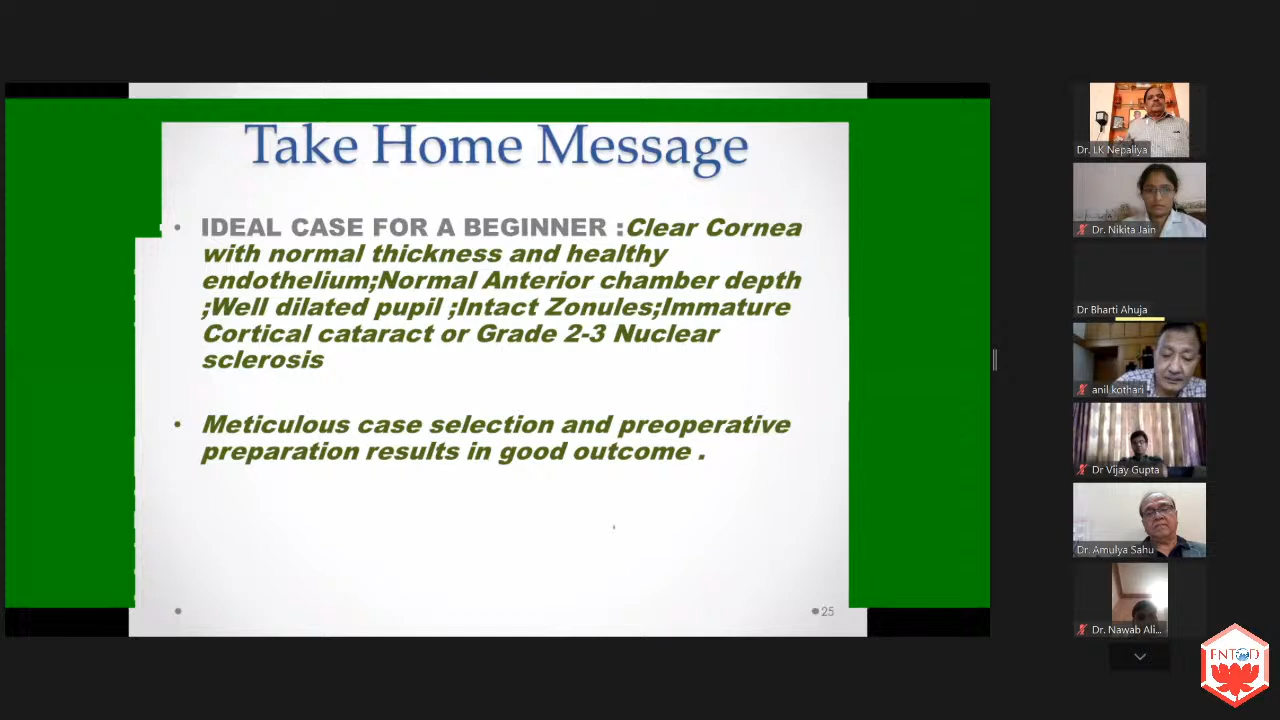 Take Home Message
• IDEAL CASE FOR A BEGINNER :Clear Cornea
with normal thickness and healthy
endothelium;Normal Anterior chamber depth
;Well dilated pupil ;Intact Zonules;Immature
Cortical cataract or Grade 2-3 Nuclear
sclerosis
• Meticulous case selection and preoperative
preparation results in good outcome .
25
Dr. LK Nepaliya
Dr. Nikita Jain
Dr Bharti Ahuja
anil kothari
Dr Vijay Gupta
Dr. Amulya Sahu
Dr. Nawab Ali...
ENTOD